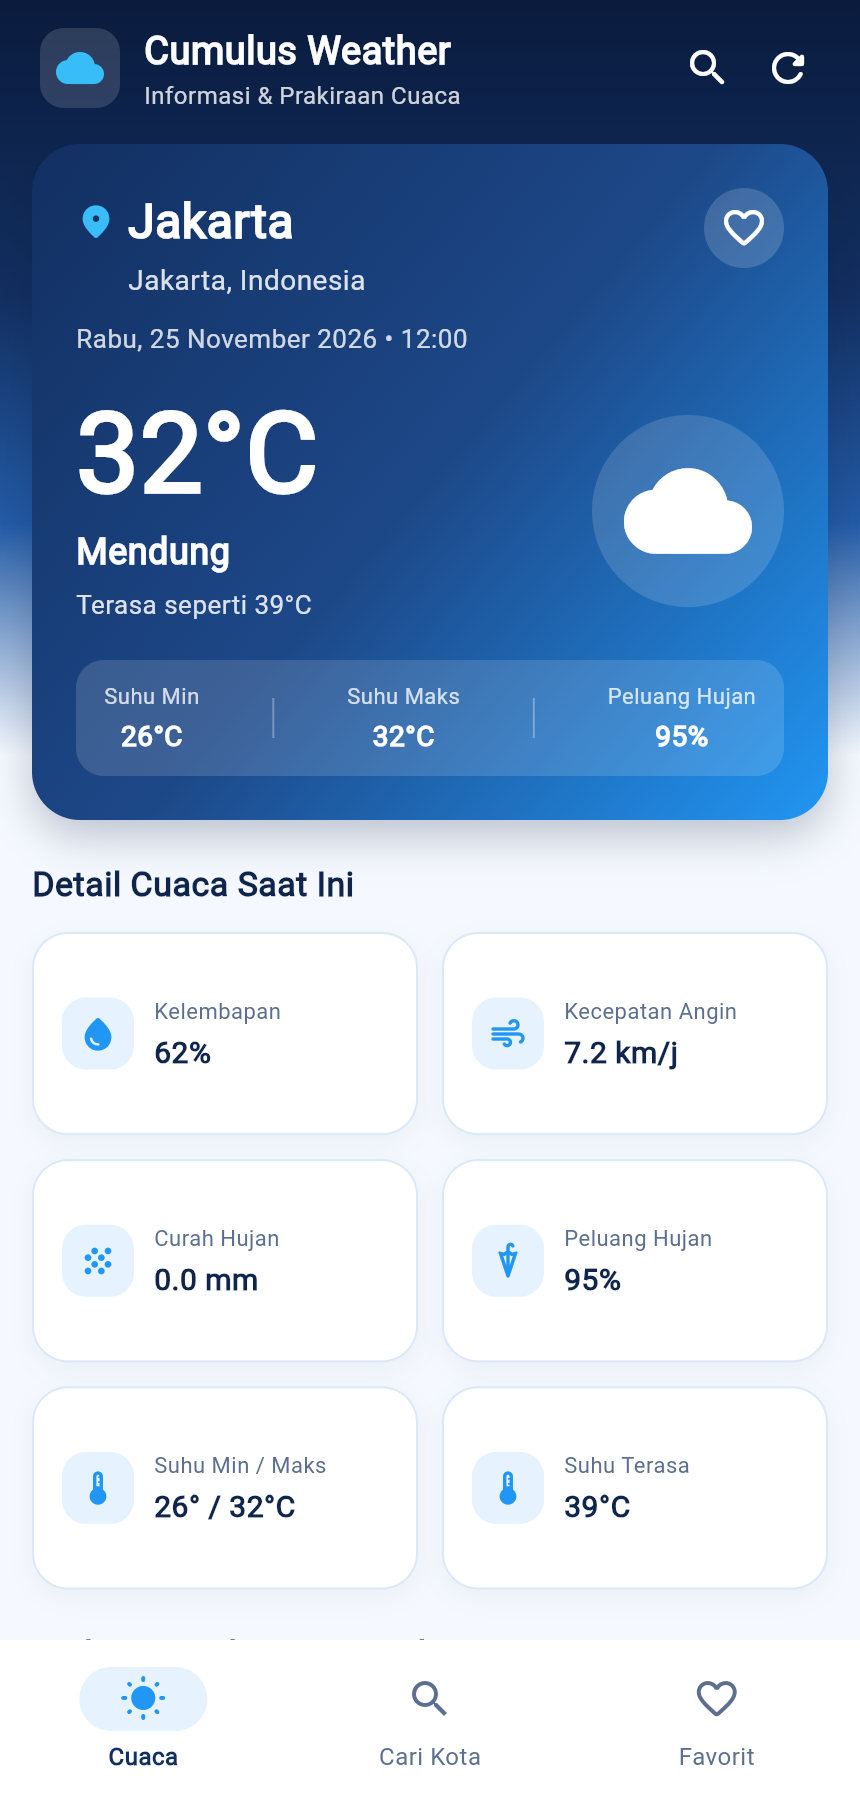 Cumulus Weather
Informasi & Prakiraan Cuaca
Jakarta
Jakarta, Indonesia
Rabu, 25 November 2026 • 12:00
32°C
Mendung
Terasa seperti 39°C
Suhu Min
26°C
Suhu Maks
32°C
Peluang Hujan
95%
Detail Cuaca Saat Ini
Kelembapan
62%
Kecepatan Angin
7.2 km/j
Curah Hujan
0.0 mm
Peluang Hujan
95%
Suhu Min / Maks
26° / 32°C
Suhu Terasa
39°C
Cuaca
Cari Kota
Favorit